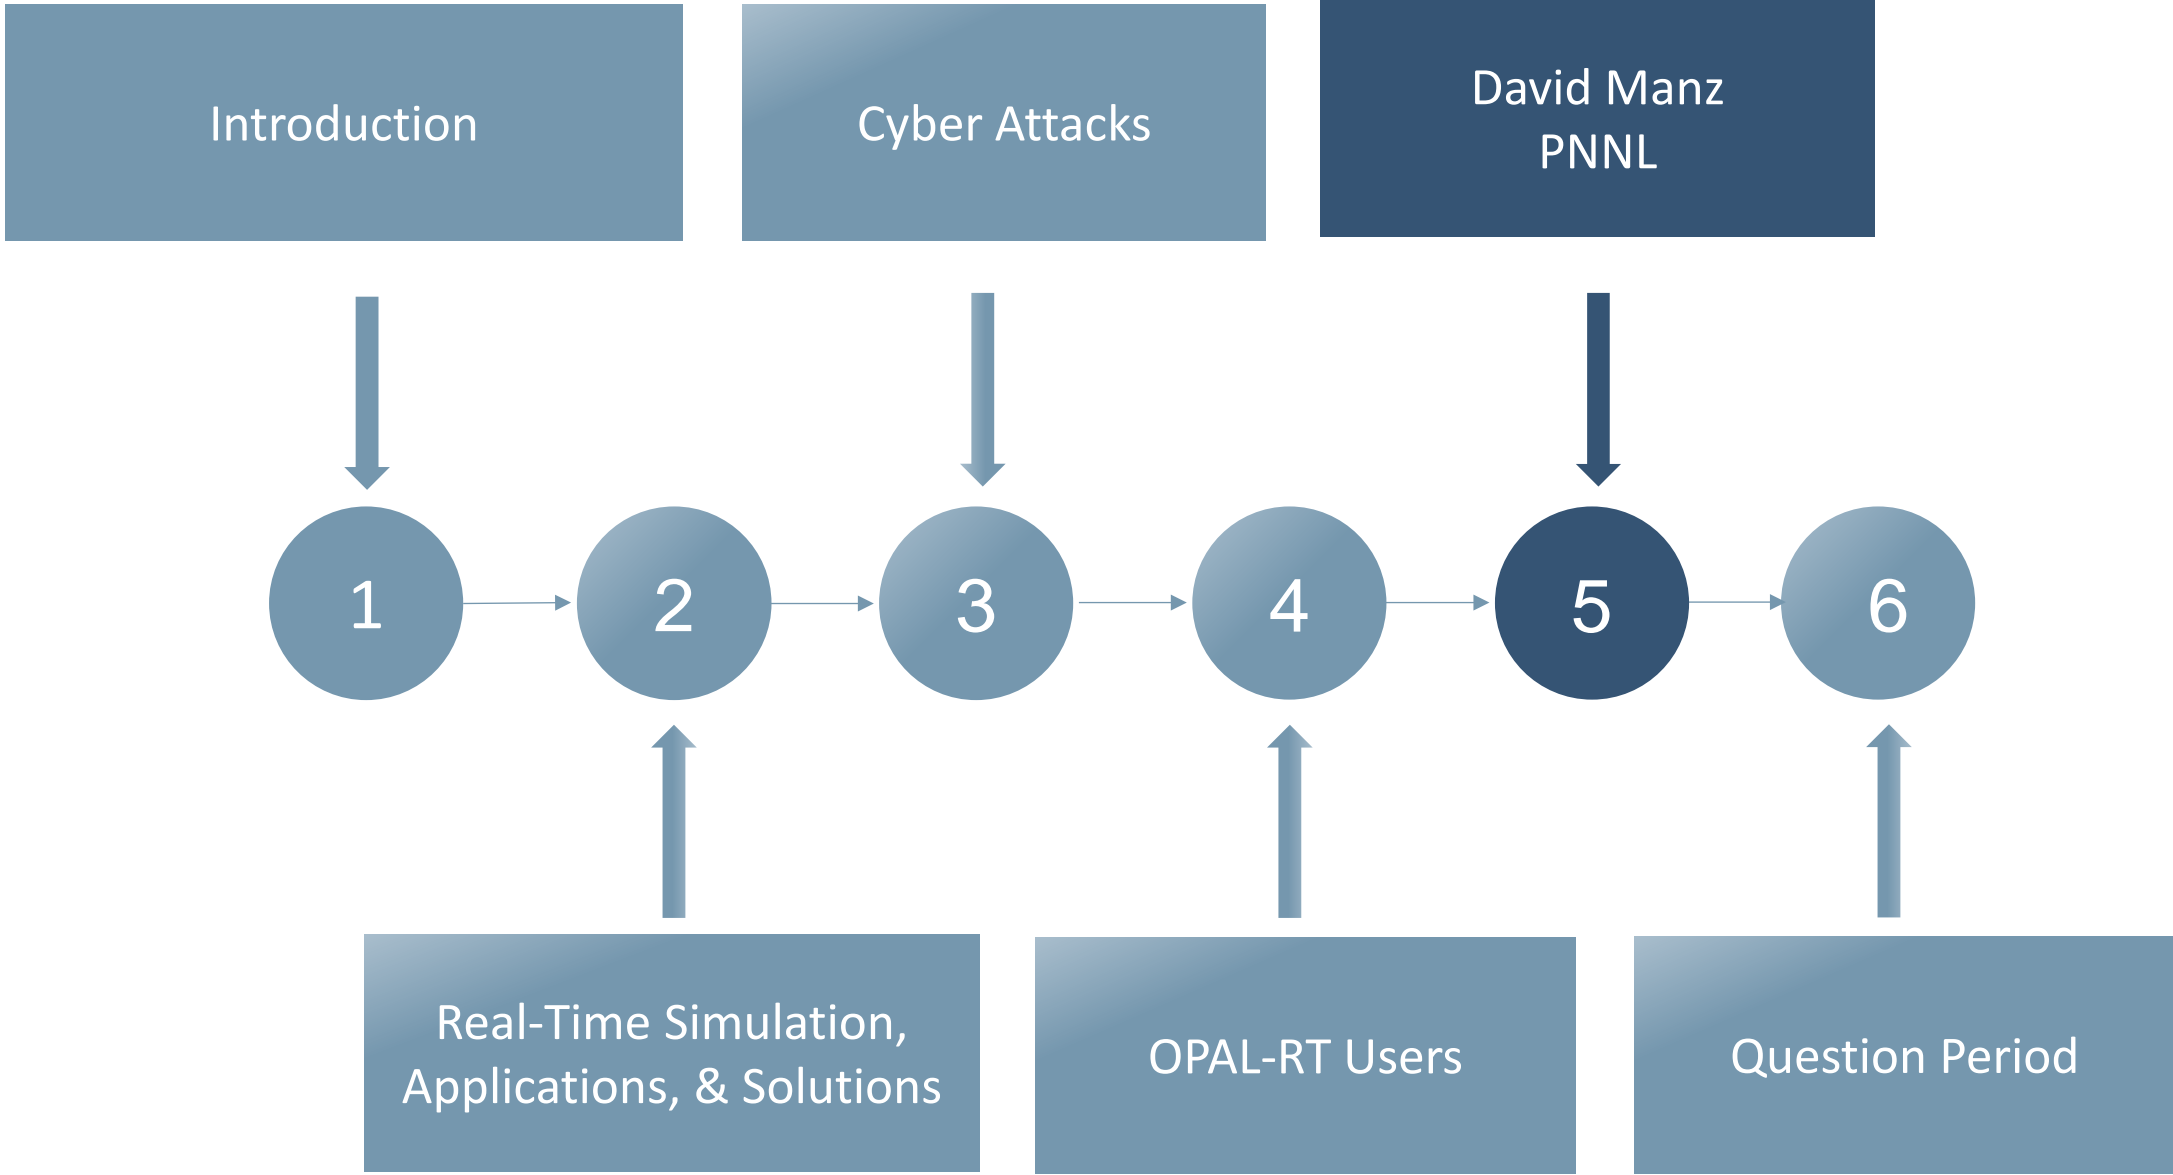 Introduction
Cyber Attacks
David Manz
PNNL
1
2
3
4
5
6
Real-Time Simulation,
Applications, & Solutions
OPAL-RT Users
Question Period